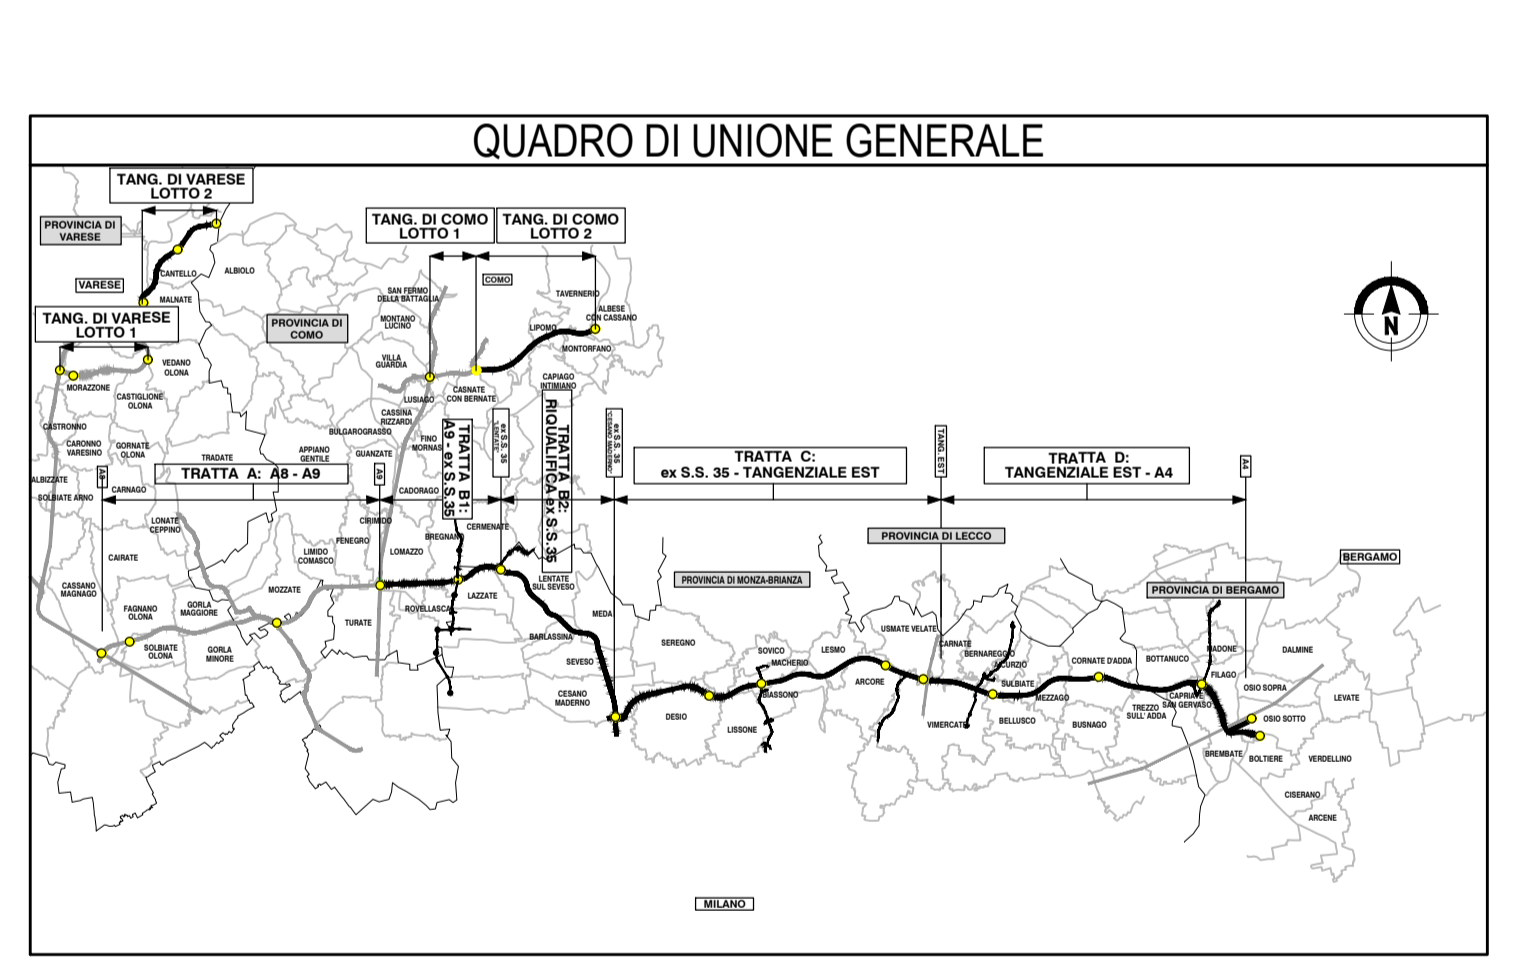 QUADRO DI UNIONE GENERALE
TANG. DI VARESE
LOTTO 2
PROVINCIA DI
VARESE
TANG. DI COMO
LOTTO 1
TANG. DI COMO
LOTTO 2
CANTELLO
ALBIOLO
VARESE
COMO
MALNATE
SAN FERMO
DELLA BATTAGLIA
TAVERNERIO
ALBESE
CON CASSANO
TANG. DI VARESE
LOTTO 1
PROVINCIA DI
COMO
MONTANO
LUCINO
LIPOMO
N
MONTORFANO
VILLA
GUARDIA
VEDANO
OLONA
MORAZZONE
CASTIGLIONE
OLONA
CAPIAGO
INTIMIANO
LUSIAGO
CASNATE
CON BERNATE
CASSINA
RIZZARDI
CASTRONNO
BULGAROGRASSO
FINO
MORNAS
CARONNO
VARESINO
GORNATE
OLONA
TRADATE
APPIANO
GENTILE
GUANZATE
TRATTA A: A8 - A9
A8
A9
TRATTA B1:
A9 - ex S.S.35
ex S.S. 35
"LENTATE"
TRATTA B2:
RIQUALIFICA ex S.S.35
ex S.S. 35
"CESANO MADERNO"
TRATTA C:
ex S.S. 35 - TANGENZIALE EST
TANG. EST
TRATTA D:
TANGENZIALE EST - A4
A4
ALBIZZATE
SOLBIATE ARNO
CARNAGO
CADORAGO
LONATE
CEPPINO
CIRIMIDO
FENEGRO
BREGNANO
CERMENATE
CAIRATE
LIMIDO
COMASCO
LOMAZZO
PROVINCIA DI LECCO
BERGAMO
CASSANO
MAGNAGO
MOZZATE
LENTATE
SUL SEVESO
PROVINCIA DI MONZA-BRIANZA
PROVINCIA DI BERGAMO
LAZZATE
FAGNANO
OLONA
GORLA
MAGGIORE
ROVELLASCA
TURATE
MEDA
SOLBIATE
OLONA
GORLA
MINORE
BARLASSINA
SEREGNO
SOVICO
LESMO
USMATE VELATE
CARNATE
BERNAREGGIO
SEVESO
MACHERIO
AICURZIO
CORNATE D'ADDA
BOTTANUCO
MADONE
DALMINE
CESANO
MADERNO
BIASSONO
ARCORE
SULBIATE
MEZZAGO
FILAGO
OSIO SOPRA
CAPRIATE
SAN GERVASO
LEVATE
DESIO
LISSONE
VIMERCATE
BELLUSCO
BUSNAGO
TREZZO
SULL' ADDA
OSIO SOTTO
BREMBATE
BOLTIERE
VERDELLINO
CISERANO
ARCENE
MILANO